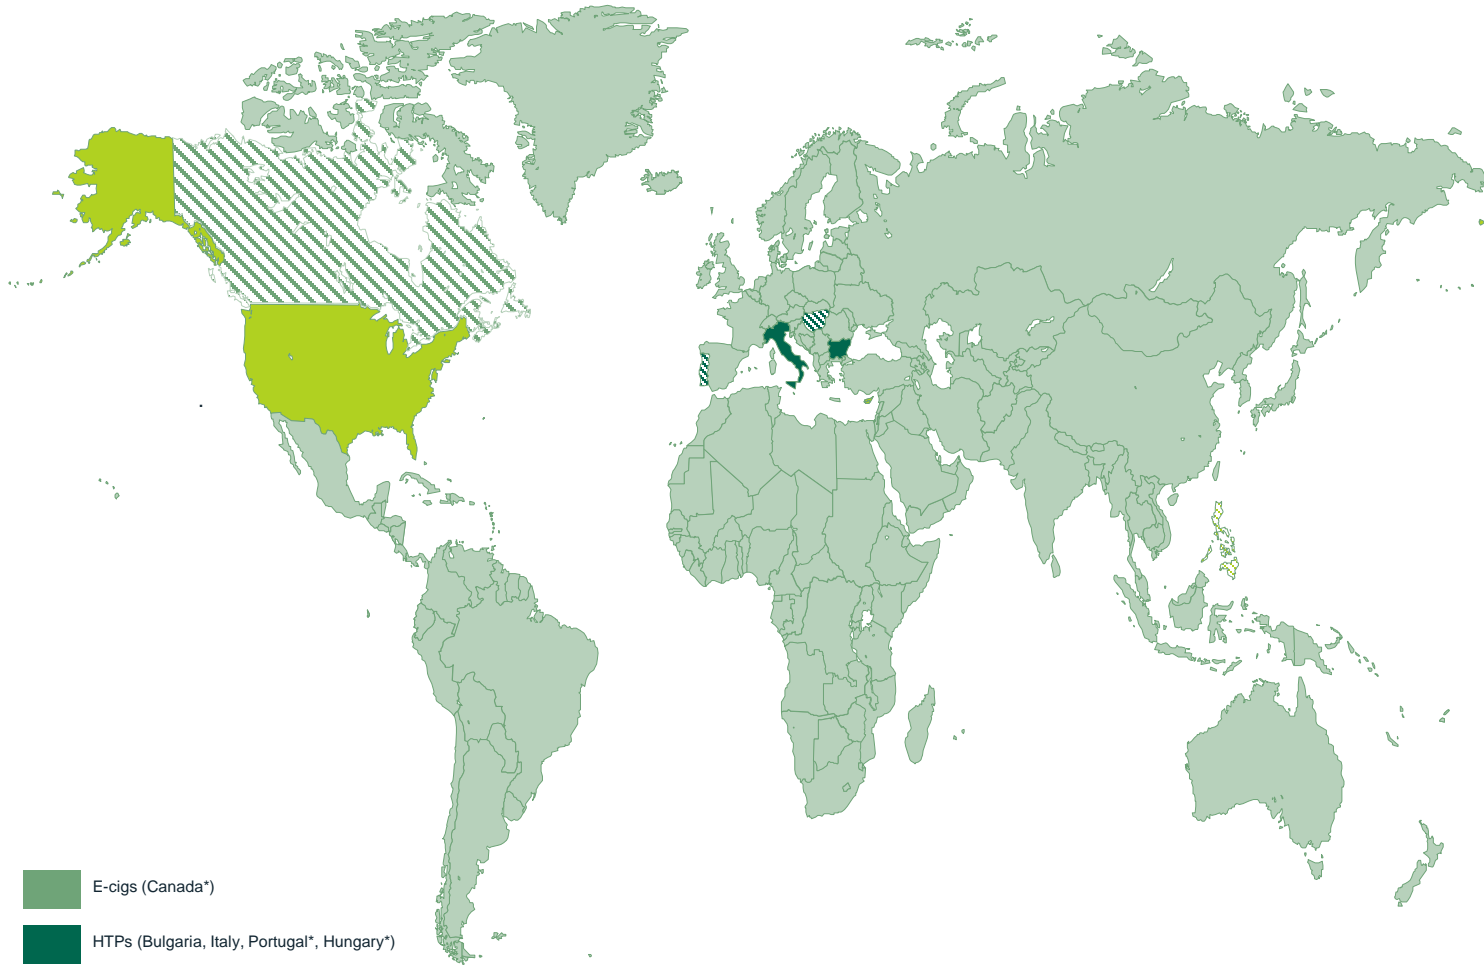 E-cigs (Canada*)
HTPs (Bulgaria, Italy, Portugal*, Hungary*)